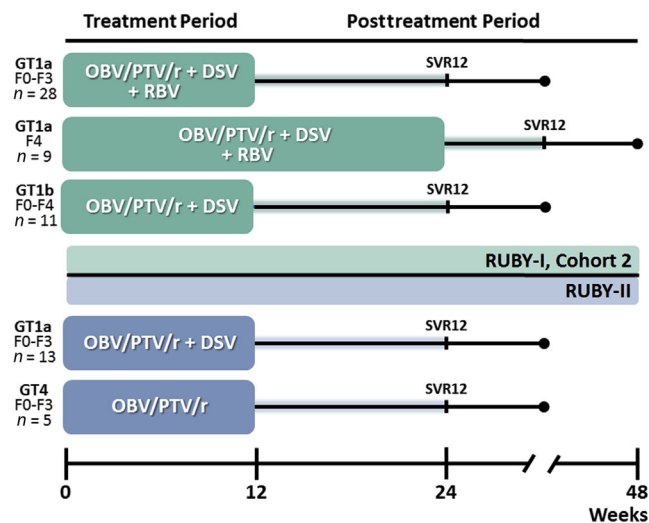 Treatment Period Posttreatment Period
GT1a
F0-F3
n = 28
OBV/PTV/r + DSV
+ RBV
SVR12
GT1a
F4
n = 9
OBV/PTV/r + DSV
+ RBV
SVR12
GT1b
F0-F4
n = 11
OBV/PTV/r + DSV
SVR12
RUBY-I, Cohort 2
RUBY-II
GT1a
F0-F3
n = 13
OBV/PTV/r + DSV
SVR12
GT4
F0-F3
n = 5
OBV/PTV/r
SVR12
0 12 24 48
Weeks